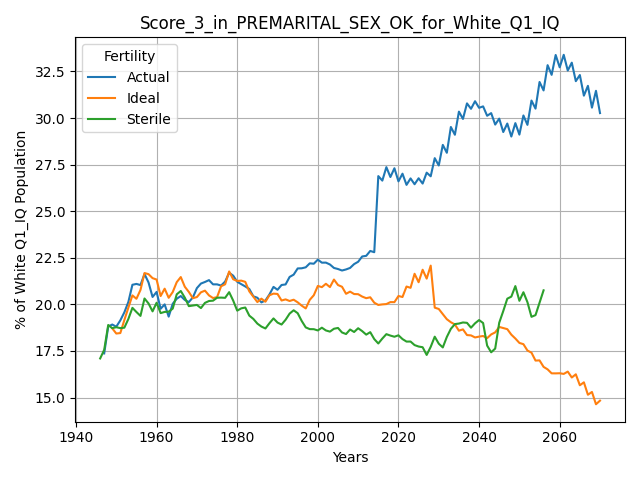 Score_3_in_PREMARITAL_SEX_OK_for_White_Q1_IQ
Fertility
Actual
Ideal
Sterile
% of White Q1_IQ Population
32.5
30.0
27.5
25.0
22.5
20.0
17.5
15.0
1940
1960
1980
2000
2020
2040
2060
Years